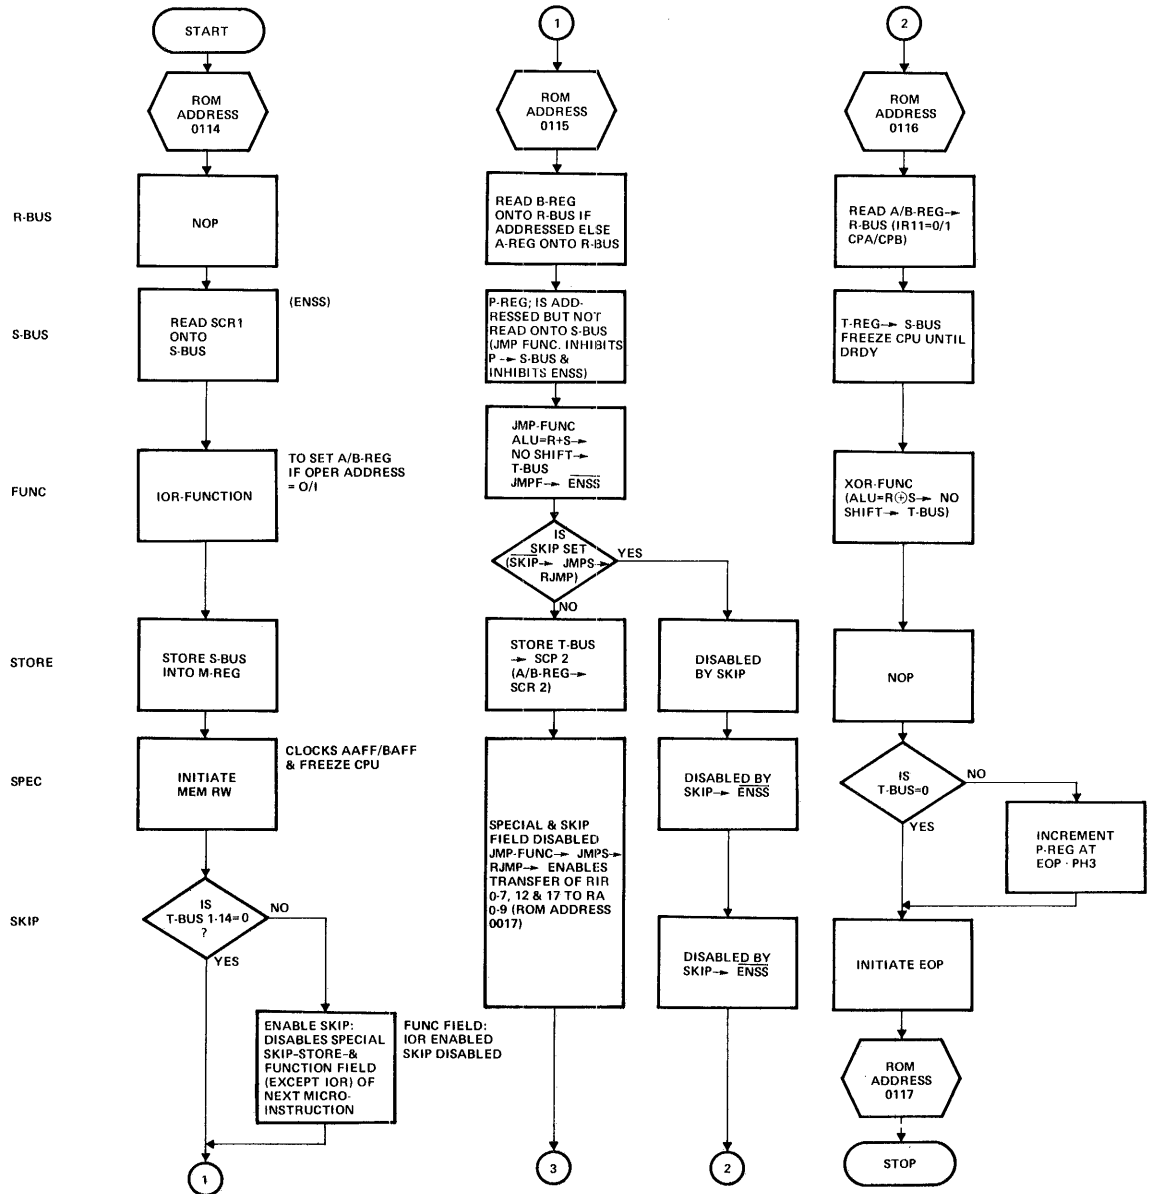 START
ROM
ADDRESS
0114
R-BUS
NOP
S-BUS
READ SCR1
ONTO
S-BUS
(ENSS)
FUNC
IOR-FUNCTION
TO SET A/B-REG
IF OPER ADDRESS
= 0/I
STORE
STORE S-BUS
INTO M-REG
SPEC
INITIATE
MEM RW
CLOCKS AAFF/BAFF
& FREEZE CPU
SKIP
IS
T-BUS 1-14=0
?
NO
YES
ENABLE SKIP:
DISABLES SPECIAL
SKIP-STORE-&
FUNCTION FIELD
(EXCEPT IOR) OF
NEXT MICRO-
INSTRUCTION
FUNC FIELD:
IOR ENABLED
SKIP DISABLED
1
1
ROM
ADDRESS
0115
READ B-REG
ONTO R-BUS IF
ADDRESSED ELSE
A-REG ONTO R-BUS
P-REG; IS ADD-
RESSED BUT NOT
READ ONTO S-BUS
(JMP FUNC. INHIBITS
P → S-BUS &
INHIBITS ENSS)
JMP-FUNC
ALU=R+S→
NO SHIFT→
T-BUS
JMPF→ ENSS
IS
SKIP SET
(SKIP→ JMPS→
RJMP)
YES
NO
STORE T-BUS
→ SCP 2
(A/B-REG→
SCR 2)
DISABLED
BY SKIP
SPECIAL & SKIP
FIELD DISABLED
JMP-FUNC→ JMPS→
RJMP→ ENABLES
TRANSFER OF RIR
0-7, 12 & 17 TO RA
0-9 (ROM ADDRESS
0017)
DISABLED BY
SKIP→ ENSS
DISABLED BY
SKIP→ ENSS
3
2
2
ROM
ADDRESS
0116
READ A/B-REG→
R-BUS (IR11=0/1
CPA/CPB)
T-REG→ S-BUS
FREEZE CPU UNTIL
DRDY
XOR-FUNC
(ALU=R⊕S→ NO
SHIFT→ T-BUS)
NOP
IS
T-BUS=0
NO
YES
INCREMENT
P-REG AT
EOP · PH3
INITIATE EOP
ROM
ADDRESS
0117
STOP